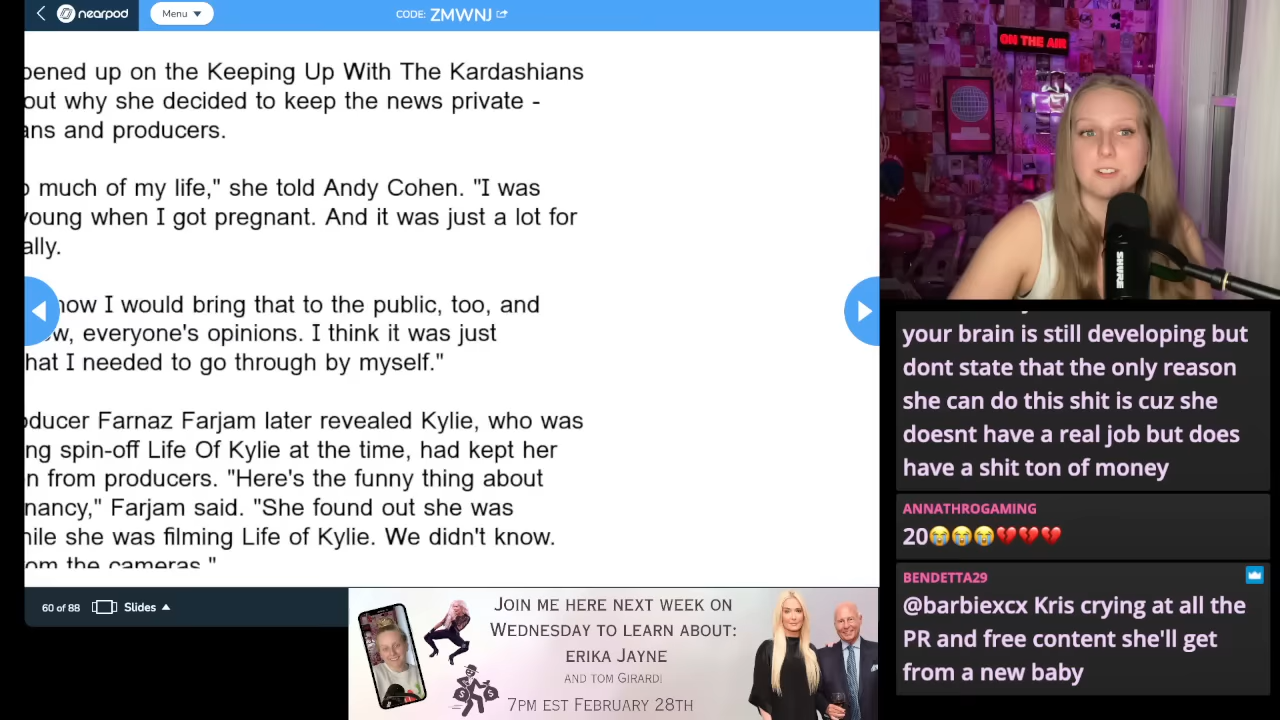 nearpod
Menu
CODE: ZMWNJ
opened up on the Keeping Up With The Kardashians
out why she decided to keep the news private -
ans and producers.
o much of my life," she told Andy Cohen. "I was
young when I got pregnant. And it was just a lot for
ally.
how I would bring that to the public, too, and
ew, everyone's opinions. I think it was just
hat I needed to go through by myself."
oducer Farnaz Farjam later revealed Kylie, who was
ng spin-off Life Of Kylie at the time, had kept her
n from producers. "Here's the funny thing about
nancy," Farjam said. "She found out she was
hile she was filming Life of Kylie. We didn't know.
om the cameras."
60 of 88
Slides
JOIN ME HERE NEXT WEEK ON
WEDNESDAY TO LEARN ABOUT:
ERIKA JAYNE
AND TOM GIRARDI
7PM EST FEBRUARY 28TH
ON THE AIR
SHURE
your brain is still developing but
dont state that the only reason
she can do this shit is cuz she
doesnt have a real job but does
have a shit ton of money
ANNATHROGAMING
20😭😭😭💔💔💔
BENDETTA29
@barbiexcx Kris crying at all the
PR and free content she'll get
from a new baby